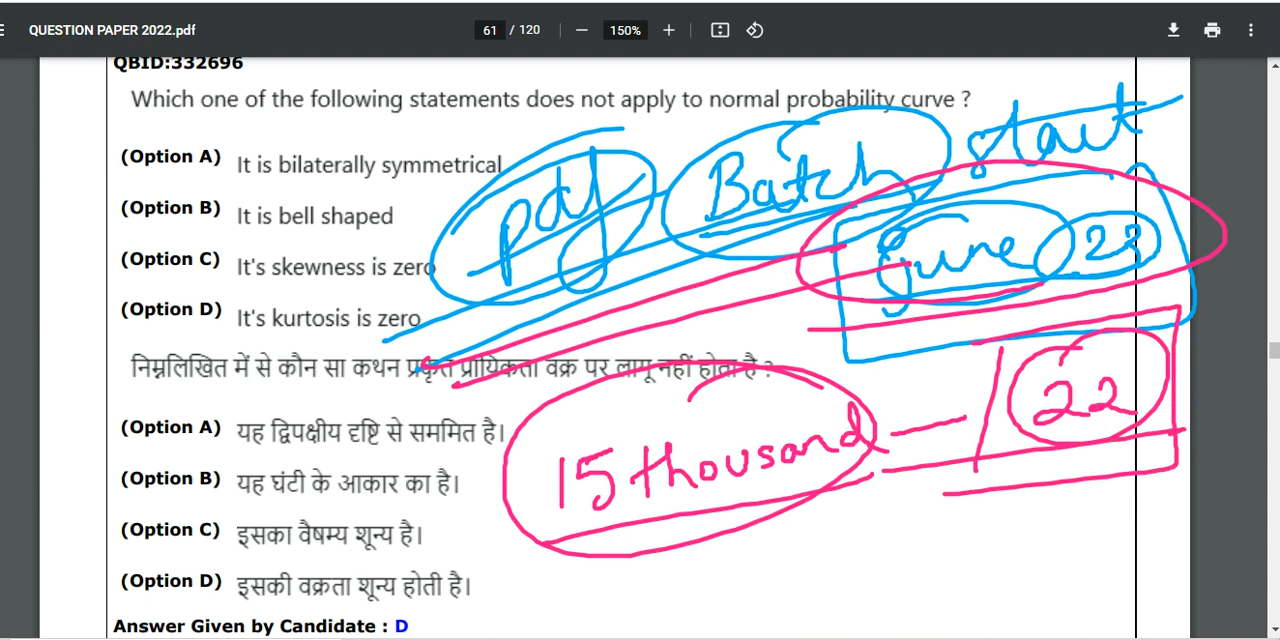 QUESTION PAPER 2022.pdf 61 / 120 150%
QBID:332696
Which one of the following statements does not apply to normal probability curve ?
(Option A) It is bilaterally symmetrical
(Option B) It is bell shaped
(Option C) It's skewness is zero
(Option D) It's kurtosis is zero
pdf Batch start
June 23
निम्नलिखित में से कौन सा कथन प्रकृत प्रायिकता वक्र पर लागू नहीं होता है ?
(Option A) यह द्विपक्षीय दृष्टि से सममित है।
(Option B) यह घंटी के आकार का है।
(Option C) इसका वैषम्य शून्य है।
(Option D) इसकी वक्रता शून्य होती है।
15 thousand — 22
Answer Given by Candidate : D